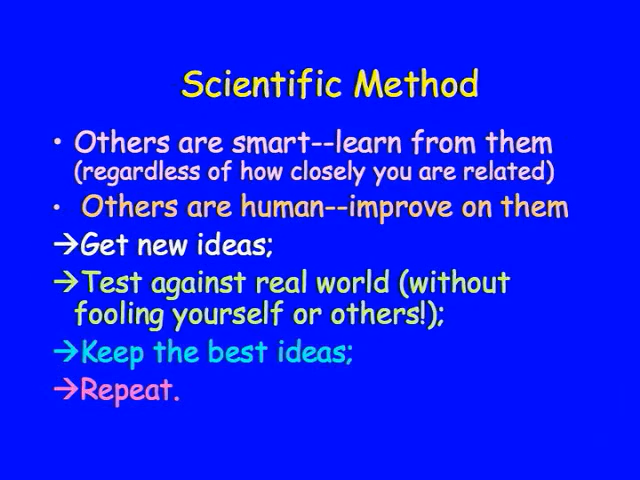 Scientific Method
• Others are smart--learn from them
(regardless of how closely you are related)
• Others are human--improve on them
→Get new ideas;
→Test against real world (without
fooling yourself or others!);
→Keep the best ideas;
→Repeat.